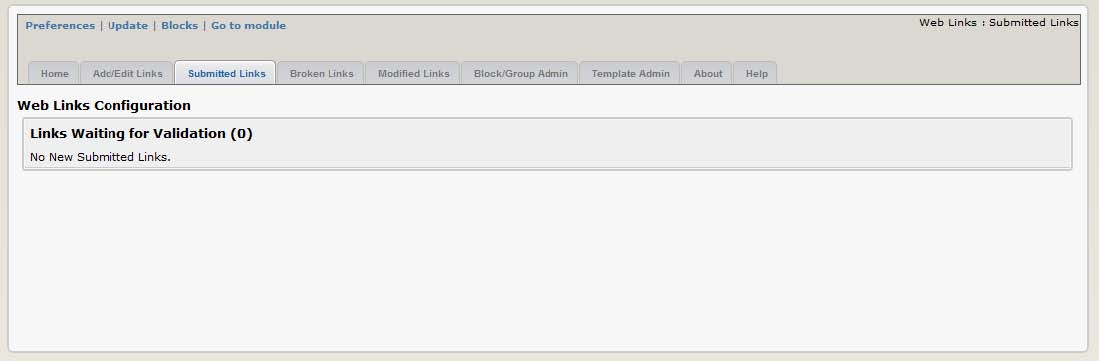 Preferences | Update | Blocks | Go to module
Web Links : Submitted Links
Home Add/Edit Links Submitted Links Broken Links Modified Links Block/Group Admin Template Admin About Help
Web Links Configuration
Links Waiting for Validation (0)
No New Submitted Links.